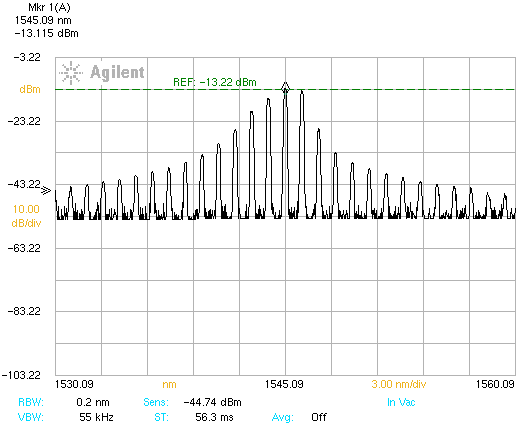 Mkr 1(A)
1545.09 nm
-13.115 dBm
-3.22
Agilent
REF: -13.22 dBm
dBm
-23.22
-43.22
10.00
dB/div
-63.22
-83.22
-103.22
1530.09 nm 1545.09 3.00 nm/div 1560.09
RBW: 0.2 nm Sens: -44.74 dBm In Vac
VBW: 55 kHz ST: 56.3 ms Avg: Off